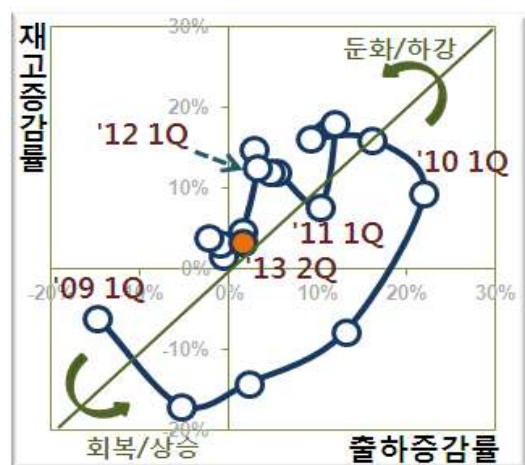 재고증감률
30%
둔화/하강
20%
'12 1Q
10%
'10 1Q
'11 1Q
'13 2Q
'09 1Q
-20%
0%
0%
10%
20%
30%
-10%
-20%
회복/상승
출하증감률